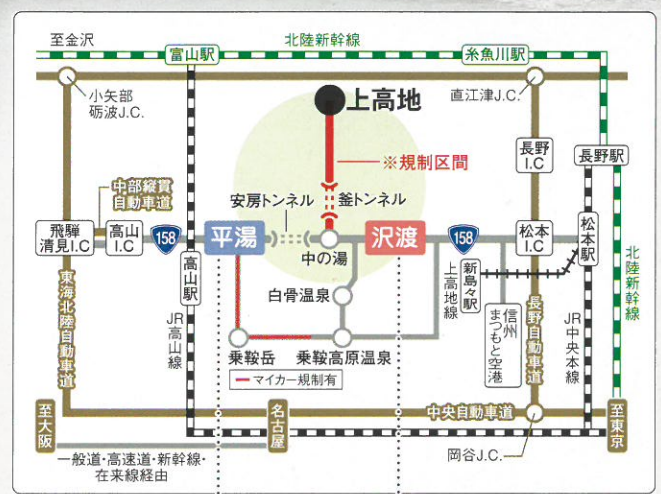 至金沢
富山駅
北陸新幹線
糸魚川駅
小矢部
砺波J.C.
上高地
直江津J.C.
長野
I.C
長野駅
※規制区間
中部縦貫
自動車道
安房トンネル
釜トンネル
飛騨
清見I.C
高山
I.C
158
平湯
沢渡
158
松本
I.C
松本駅
中の湯
高山駅
白骨温泉
上高地線
新島々駅
北陸新幹線
東海北陸自動車道
JR高山線
信州
まつもと空港
長野自動車道
JR中央本線
乗鞍岳
乗鞍高原温泉
マイカー規制有
至大阪
名古屋
中央自動車道
至東京
一般道・高速道・新幹線・
在来線経由
岡谷J.C.